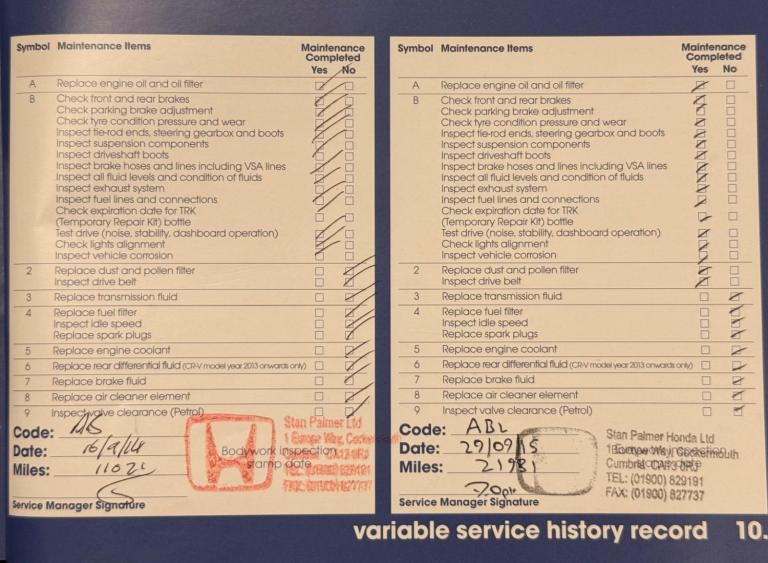 Symbol Maintenance Items Maintenance Completed
Yes No
A Replace engine oil and oil filter
B Check front and rear brakes
Check parking brake adjustment
Check tyre condition pressure and wear
Inspect tie-rod ends, steering gearbox and boots
Inspect suspension components
Inspect driveshaft boots
Inspect brake hoses and lines including VSA lines
Inspect all fluid levels and condition of fluids
Inspect exhaust system
Inspect fuel lines and connections
Check expiration date for TRK
(Temporary Repair Kit) bottle
Test drive (noise, stability, dashboard operation)
Check lights alignment
Inspect vehicle corrosion
2 Replace dust and pollen filter
Inspect drive belt
3 Replace transmission fluid
4 Replace fuel filter
Inspect idle speed
Replace spark plugs
5 Replace engine coolant
6 Replace rear differential fluid (CR-V model year 2013 onwards only)
7 Replace brake fluid
8 Replace air cleaner element
9 Inspect valve clearance (Petrol)
Code:
Date: 16/9/14
Miles:
Service Manager Signature
Bodywork inspection
stamp date
Stan Palmer Ltd
1 Europe Way, Cockermouth
Symbol Maintenance Items Maintenance Completed
Yes No
A Replace engine oil and oil filter
B Check front and rear brakes
Check parking brake adjustment
Check tyre condition pressure and wear
Inspect tie-rod ends, steering gearbox and boots
Inspect suspension components
Inspect driveshaft boots
Inspect brake hoses and lines including VSA lines
Inspect all fluid levels and condition of fluids
Inspect exhaust system
Inspect fuel lines and connections
Check expiration date for TRK
(Temporary Repair Kit) bottle
Test drive (noise, stability, dashboard operation)
Check lights alignment
Inspect vehicle corrosion
2 Replace dust and pollen filter
Inspect drive belt
3 Replace transmission fluid
4 Replace fuel filter
Inspect idle speed
Replace spark plugs
5 Replace engine coolant
6 Replace rear differential fluid (CR-V model year 2013 onwards only)
7 Replace brake fluid
8 Replace air cleaner element
9 Inspect valve clearance (Petrol)
Code: ABL
Date: 29/09/15
Miles: 21981
Service Manager Signature
Stan Palmer Honda Ltd
Europe Way, Cockermouth
Cumbria CA13 0RJ
TEL: (01900) 829191
FAX: (01900) 827737
variable service history record 10.